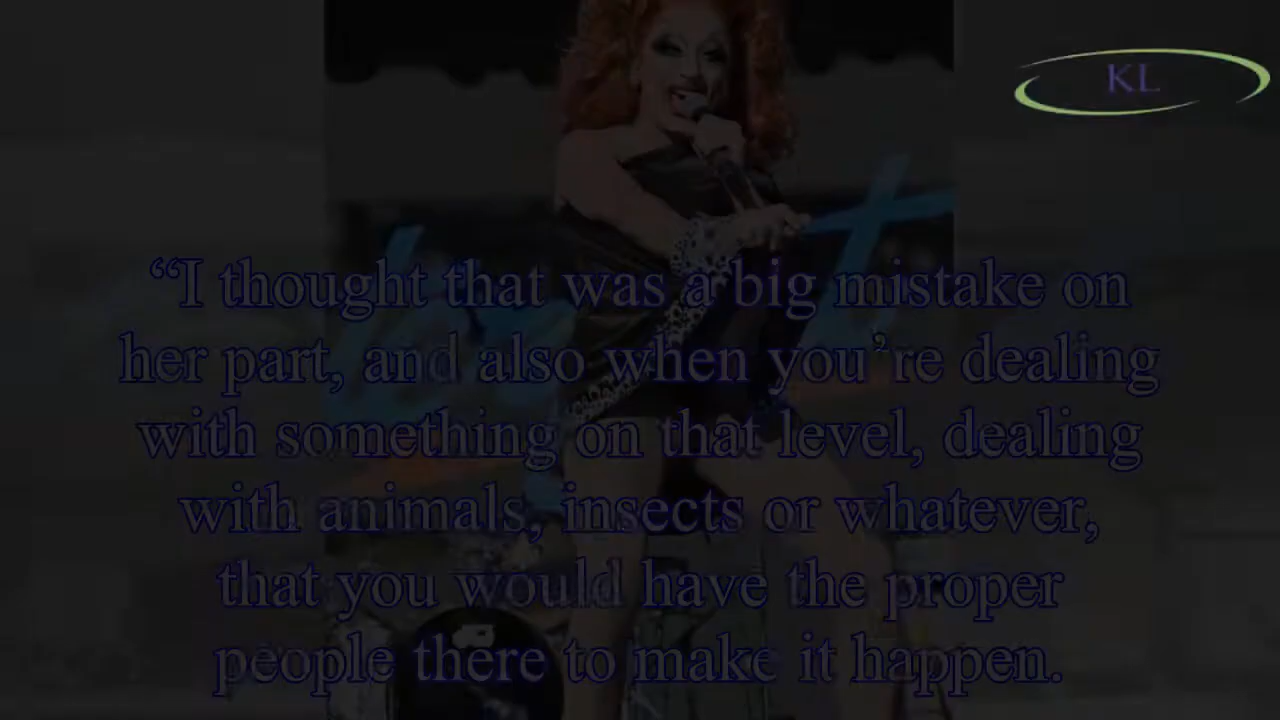 KL
“I thought that was a big mistake on
her part, and also when you’re dealing
with something on that level, dealing
with animals, insects or whatever,
that you would have the proper
people there to make it happen.